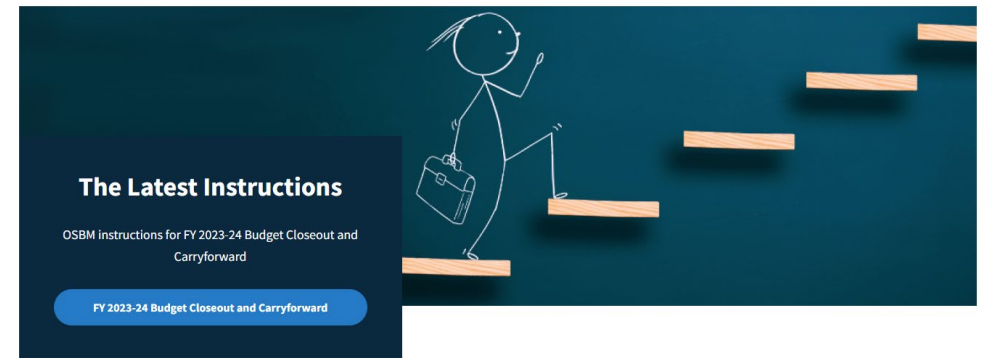 The Latest Instructions
OSBM instructions for FY 2023-24 Budget Closeout and
Carryforward
FY 2023-24 Budget Closeout and Carryforward